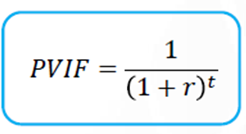 PVIF = 1 / (1 + r)^t